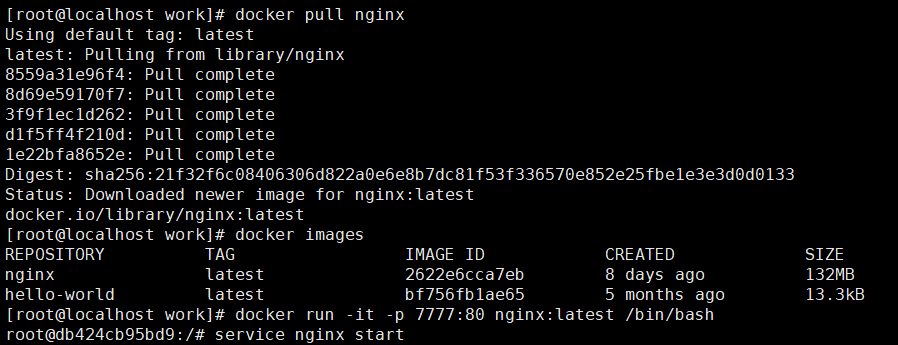 [root@localhost work]# docker pull nginx
Using default tag: latest
latest: Pulling from library/nginx
8559a31e96f4: Pull complete
8d69e59170f7: Pull complete
3f9f1ec1d262: Pull complete
d1f5ff4f210d: Pull complete
1e22bfa8652e: Pull complete
Digest: sha256:21f32f6c08406306d822a0e6e8b7dc81f53f336570e852e25fbe1e3e3d0d0133
Status: Downloaded newer image for nginx:latest
docker.io/library/nginx:latest
[root@localhost work]# docker images
REPOSITORY          TAG                 IMAGE ID            CREATED             SIZE
nginx               latest              2622e6cca7eb        8 days ago          132MB
hello-world         latest              bf756fb1ae65        5 months ago        13.3kB
[root@localhost work]# docker run -it -p 7777:80 nginx:latest /bin/bash
root@db424cb95bd9:/# service nginx start